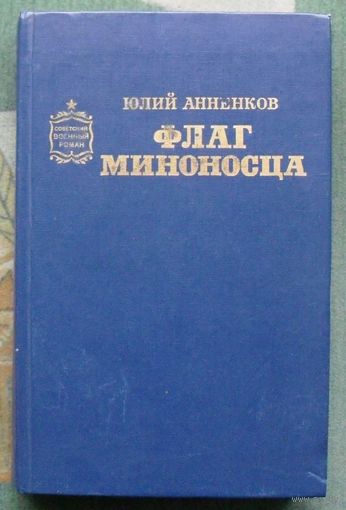 ЮЛИЙ АННЕНКОВ
ФЛАГ
МИНОНОСЦА
СОВЕТСКИЙ
ВОЕННЫЙ
РОМАН